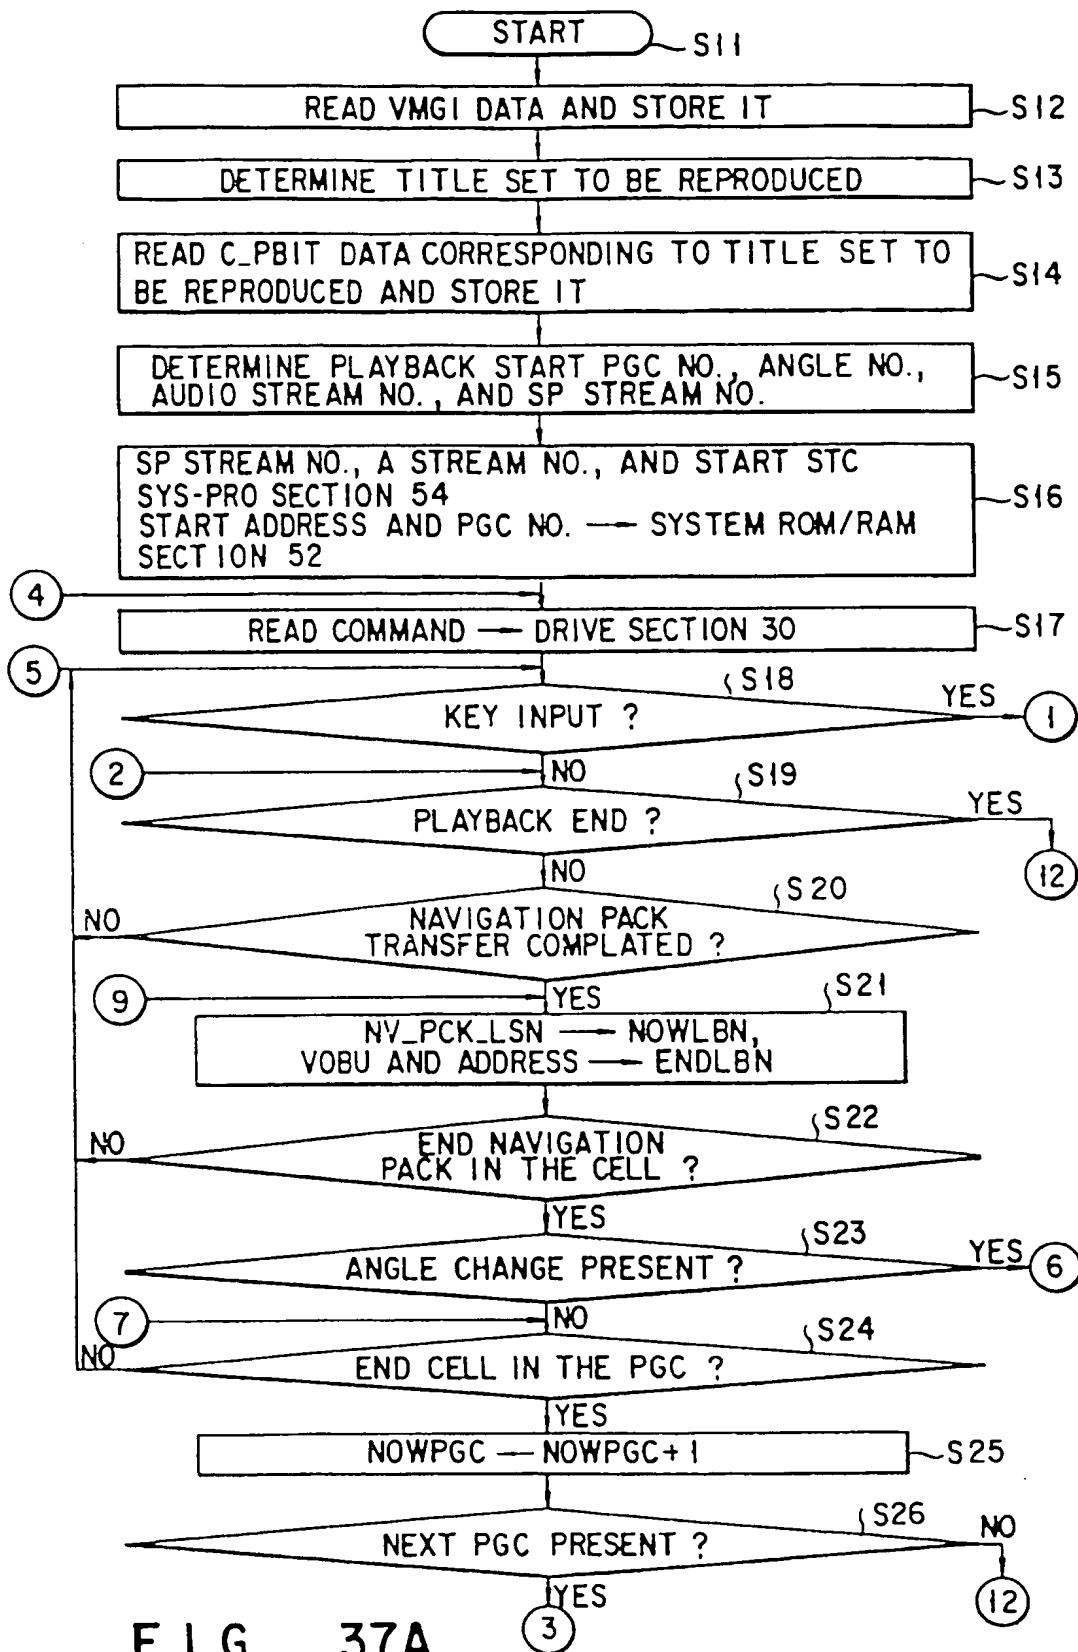 START
S11
READ VMGI DATA AND STORE IT
S12
DETERMINE TITLE SET TO BE REPRODUCED
S13
READ C_PBIT DATA CORRESPONDING TO TITLE SET TO
BE REPRODUCED AND STORE IT
S14
DETERMINE PLAYBACK START PGC NO., ANGLE NO.,
AUDIO STREAM NO., AND SP STREAM NO.
S15
SP STREAM NO., A STREAM NO., AND START STC
SYS-PRO SECTION 54
START ADDRESS AND PGC NO. → SYSTEM ROM/RAM
SECTION 52
S16
4
READ COMMAND → DRIVE SECTION 30
S17
5
S18
KEY INPUT ?
YES
1
2
NO
S19
PLAYBACK END ?
YES
12
NO
S20
NO
NAVIGATION PACK
TRANSFER COMPLATED ?
9
YES
S21
NV_PCK_LSN → NOWLBN,
VOBU AND ADDRESS → ENDLBN
S22
NO
END NAVIGATION
PACK IN THE CELL ?
YES
S23
ANGLE CHANGE PRESENT ?
YES
6
7
NO
S24
NO
END CELL IN THE PGC ?
YES
NOWPGC — NOWPGC+1
S25
S26
NEXT PGC PRESENT ?
NO
12
YES
3
FIG. 37A